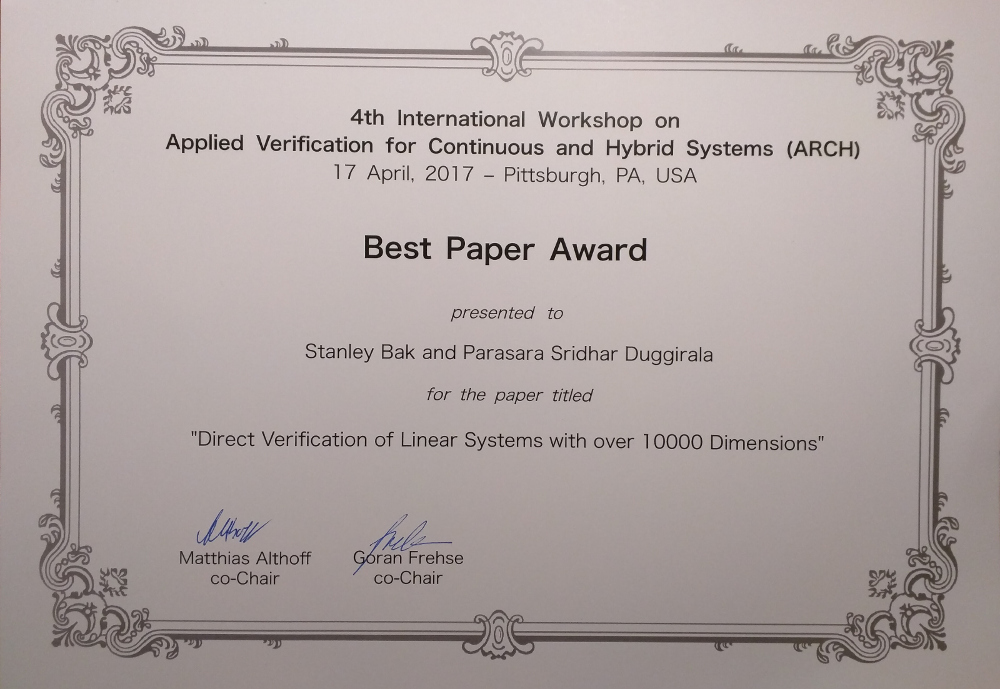 4th International Workshop on
Applied Verification for Continuous and Hybrid Systems (ARCH)
17 April, 2017 – Pittsburgh, PA, USA
Best Paper Award
presented to
Stanley Bak and Parasara Sridhar Duggirala
for the paper titled
"Direct Verification of Linear Systems with over 10000 Dimensions"
Althoff
Matthias Althoff
co-Chair
Goran Frehse
co-Chair